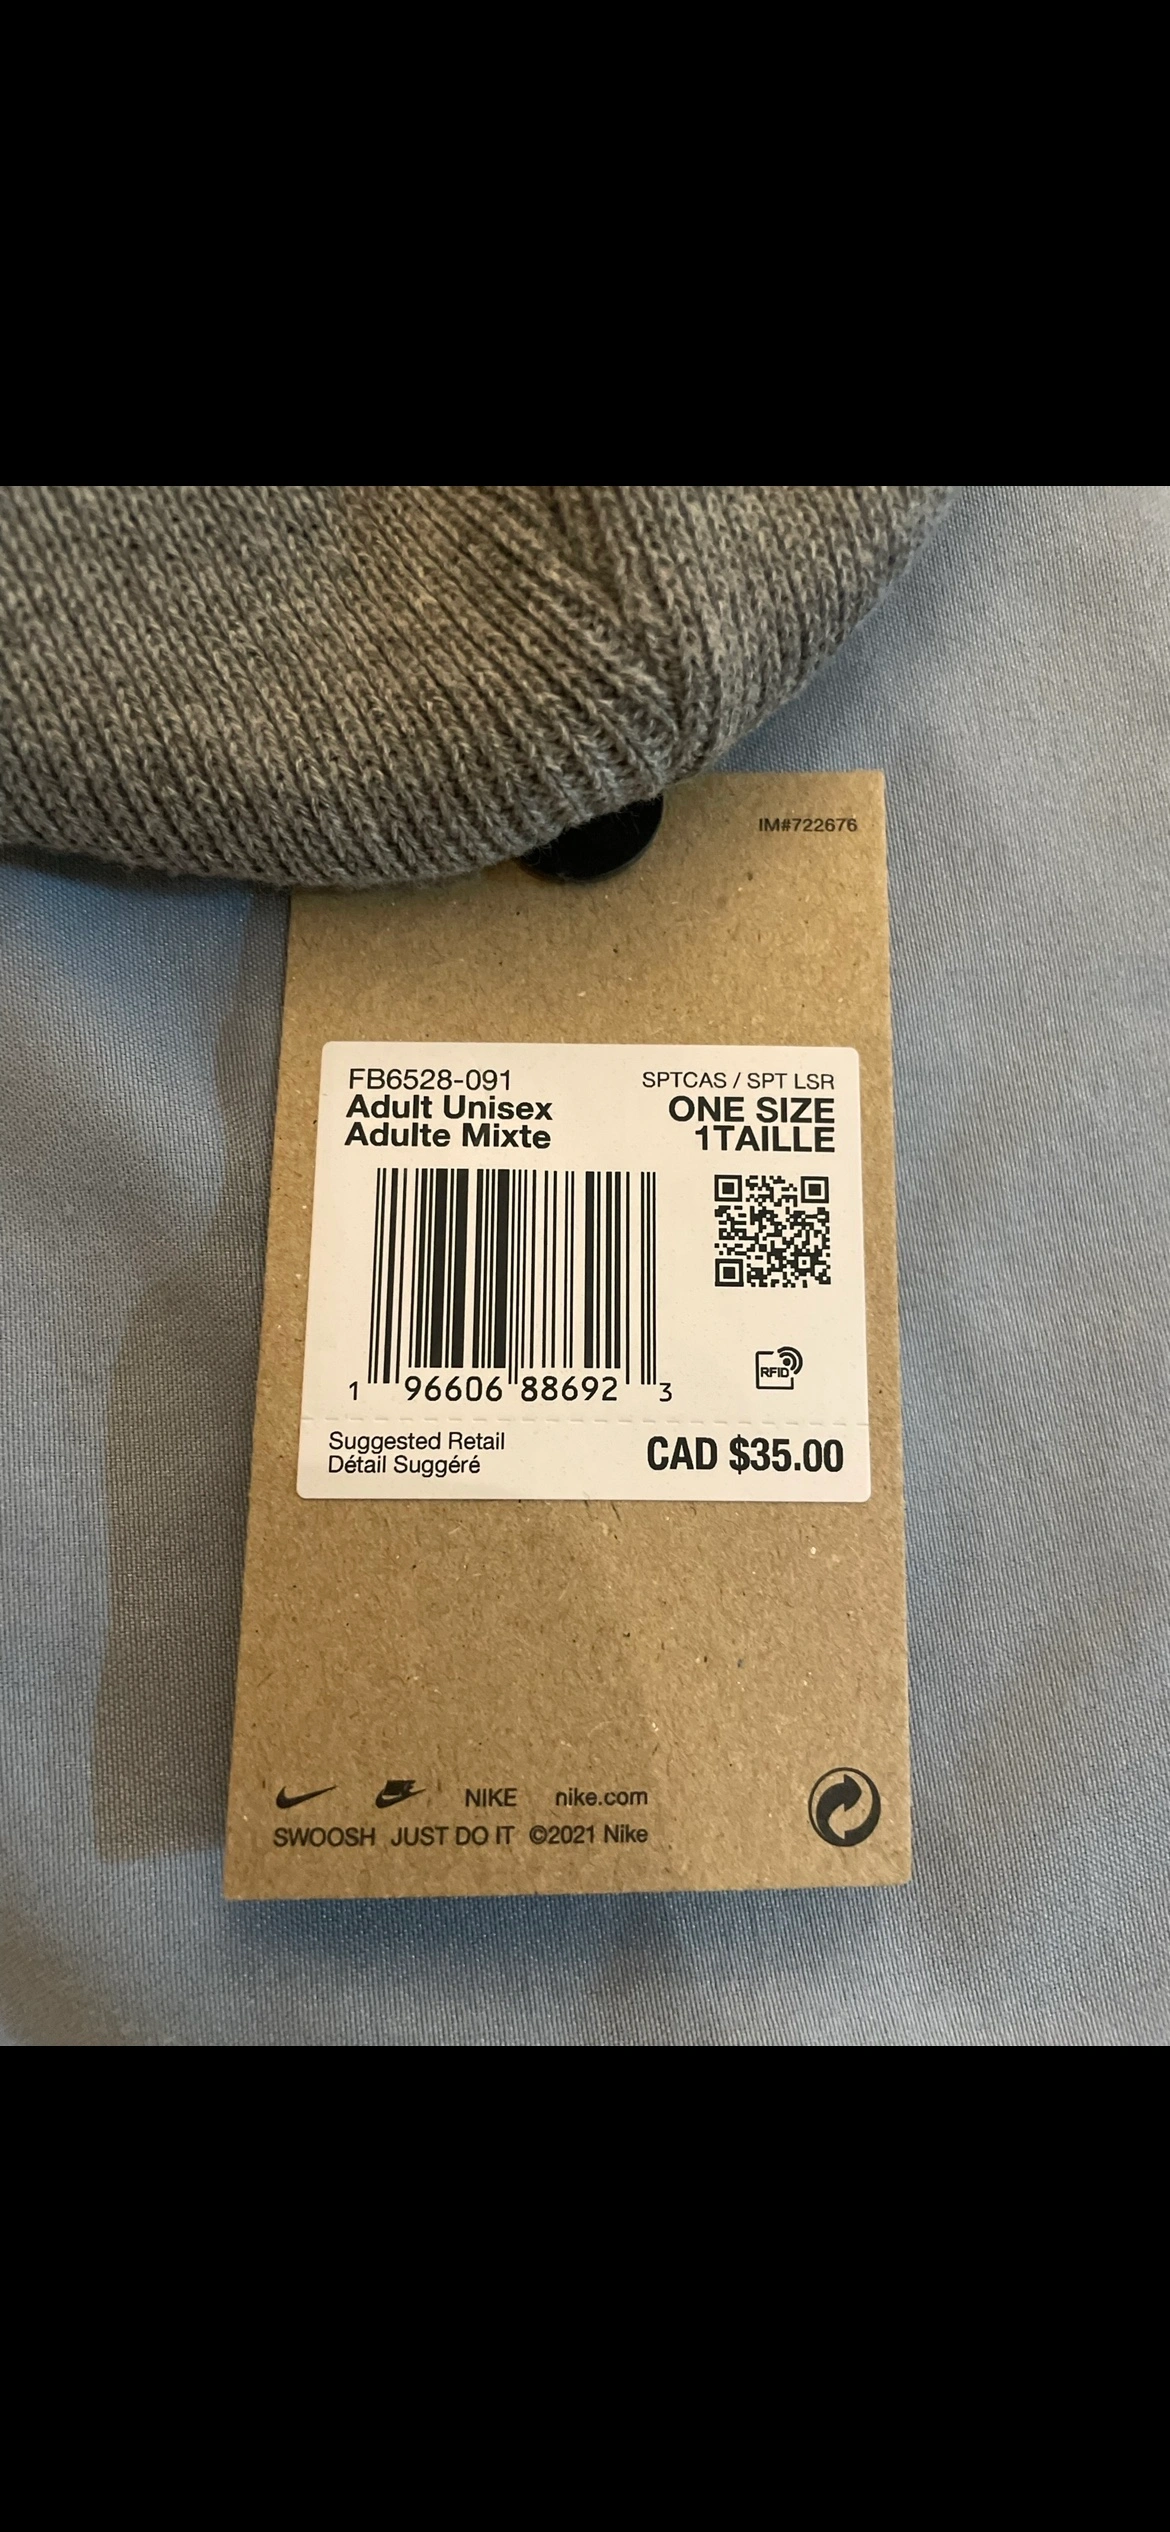 IM#722676
FB6528-091
SPTCAS / SPT LSR
Adult Unisex
ONE SIZE
Adulte Mixte
1TAILLE
RFID
1 96606 88692 3
Suggested Retail
Détail Suggéré
CAD $35.00
NIKE nike.com
SWOOSH JUST DO IT ©2021 Nike